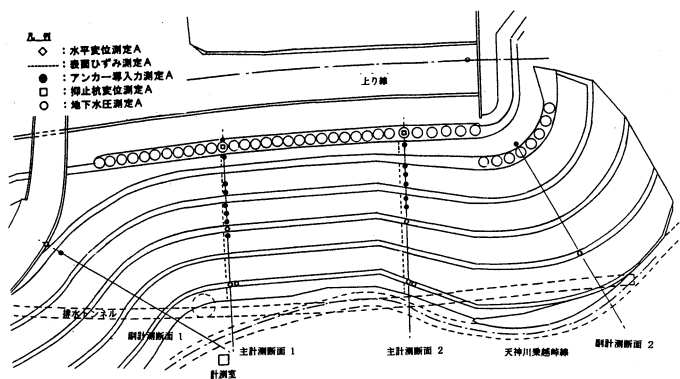 凡例
◇ : 水平変位測定A
------ : 表面ひずみ測定A
● : アンカー導入力測定A
□ : 抑止杭変位測定A
○ : 地下水圧測定A
上り線
排水トンネル
副計測断面 1
主計測断面 1
主計測断面 2
天神川乗越峠線
副計測断面 2
計測室